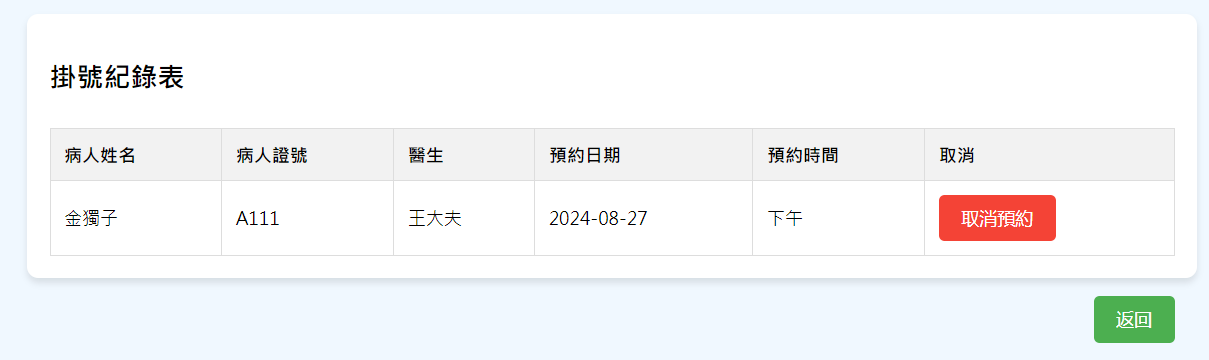 掛號紀錄表
病人姓名 病人證號 醫生 預約日期 預約時間 取消
金獨子 A111 王大夫 2024-08-27 下午 取消預約
返回